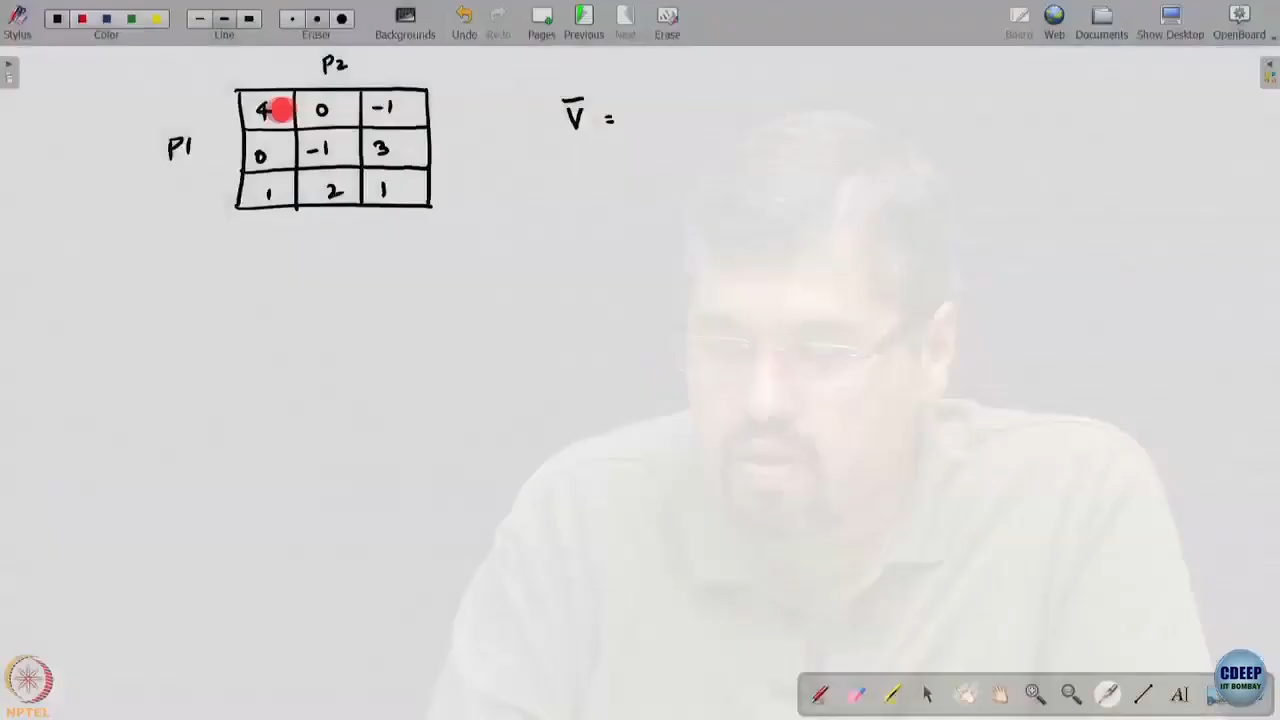 Stylus
Color
Line
Eraser
Backgrounds
Undo
Redo
Pages
Previous
Next
Erase
Board
Web
Documents
Show Desktop
OpenBoard
P2
4 0 -1
P1 0 -1 3
1 2 1
V̅ =
AI
CDEEP
IIT BOMBAY
NPTEL